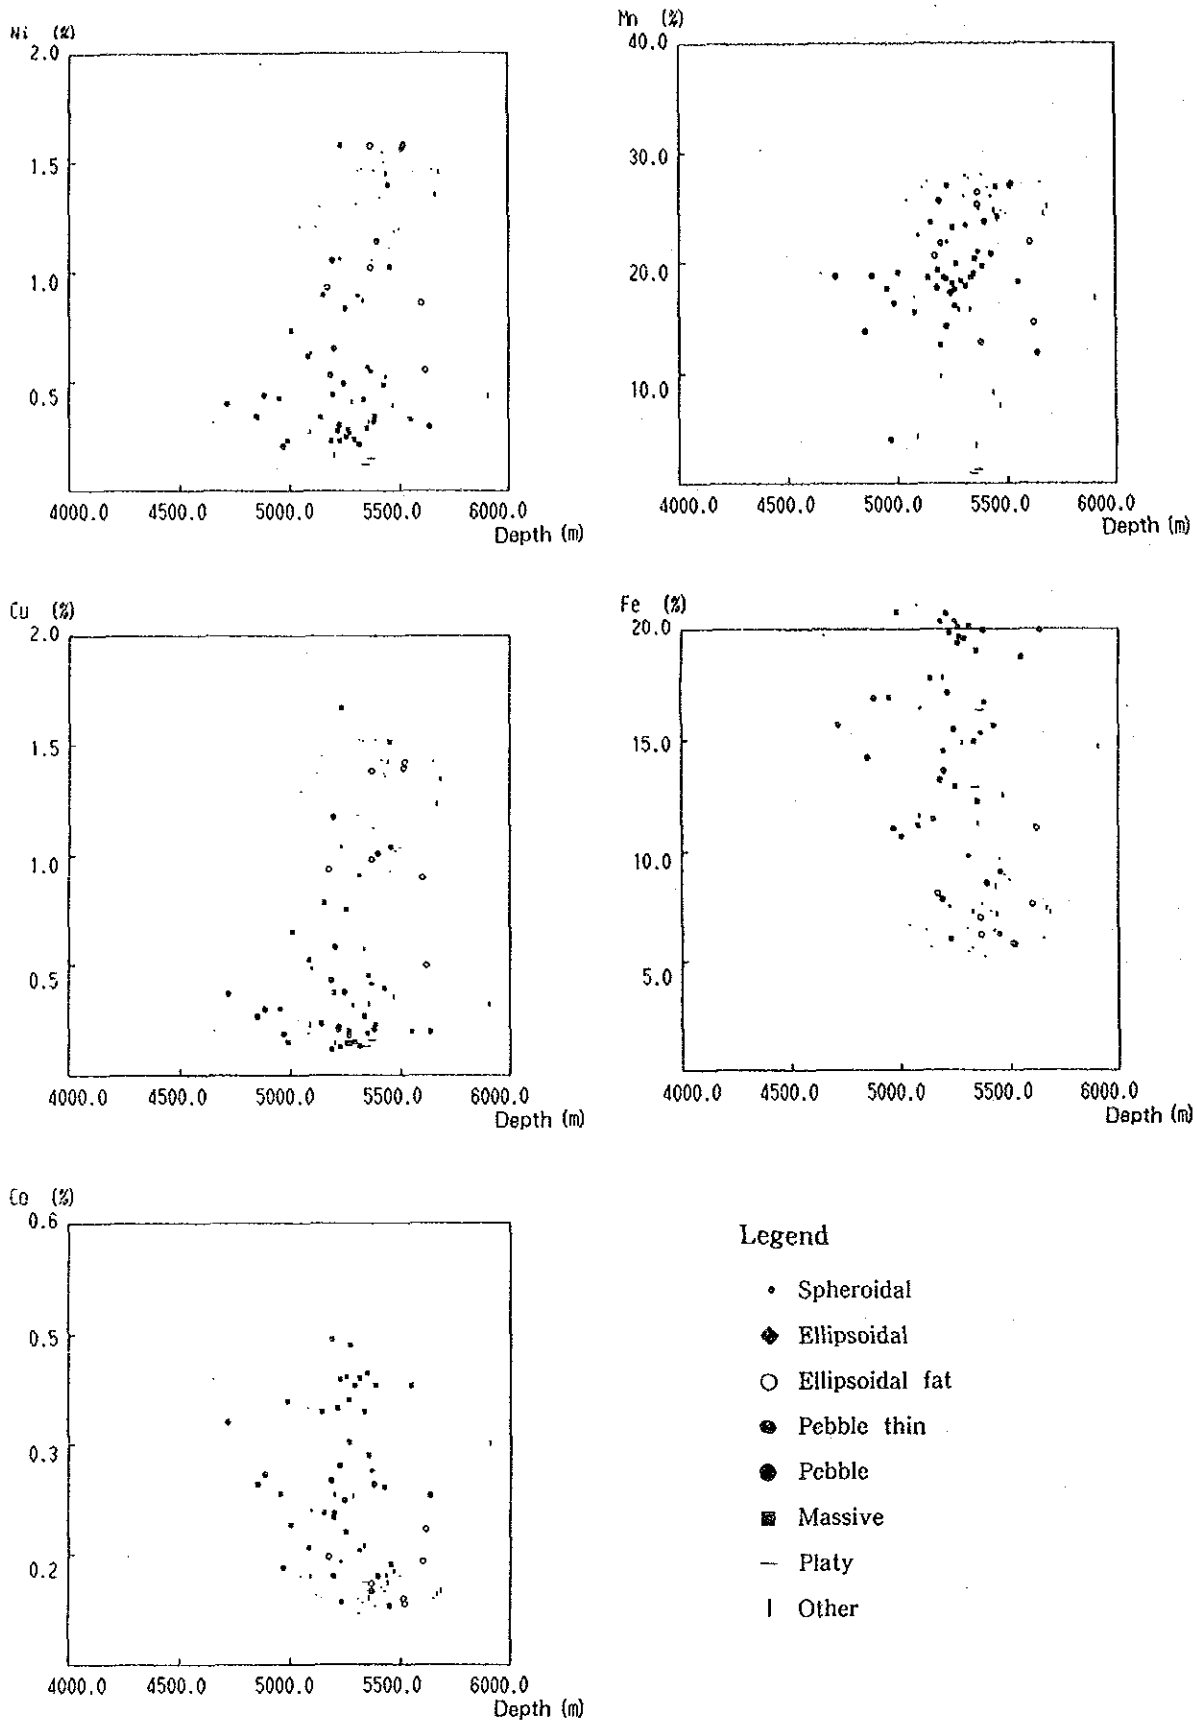 Ni (%)
2.0
1.5
1.0
0.5
4000.0 4500.0 5000.0 5500.0 6000.0
Depth (m)
Mn (%)
40.0
30.0
20.0
10.0
4000.0 4500.0 5000.0 5500.0 6000.0
Depth (m)
Cu (%)
2.0
1.5
1.0
0.5
4000.0 4500.0 5000.0 5500.0 6000.0
Depth (m)
Fe (%)
20.0
15.0
10.0
5.0
4000.0 4500.0 5000.0 5500.0 6000.0
Depth (m)
Co (%)
0.6
0.5
0.3
0.2
4000.0 4500.0 5000.0 5500.0 6000.0
Depth (m)
Legend
Spheroidal
Ellipsoidal
Ellipsoidal fat
Pebble thin
Pebble
Massive
Platy
Other